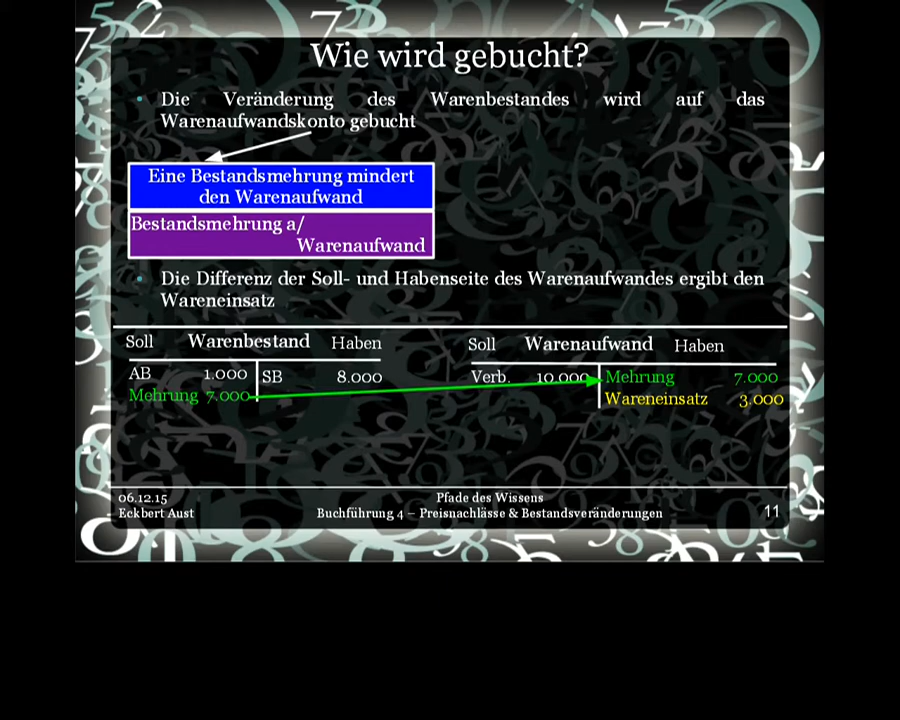 Wie wird gebucht?
• Die Veränderung des Warenbestandes wird auf das
Warenaufwandskonto gebucht
Eine Bestandsmehrung mindert
den Warenaufwand
Bestandsmehrung a/
Warenaufwand
• Die Differenz der Soll- und Habenseite des Warenaufwandes ergibt den
Wareneinsatz
Soll Warenbestand Haben
AB 1.000 SB 8.000
Mehrung 7.000
Soll Warenaufwand Haben
Verb. 10.000 Mehrung 7.000
Wareneinsatz 3.000
06.12.15
Eckbert Aust
Pfade des Wissens
Buchführung 4 – Preisnachlässe & Bestandsveränderungen
11